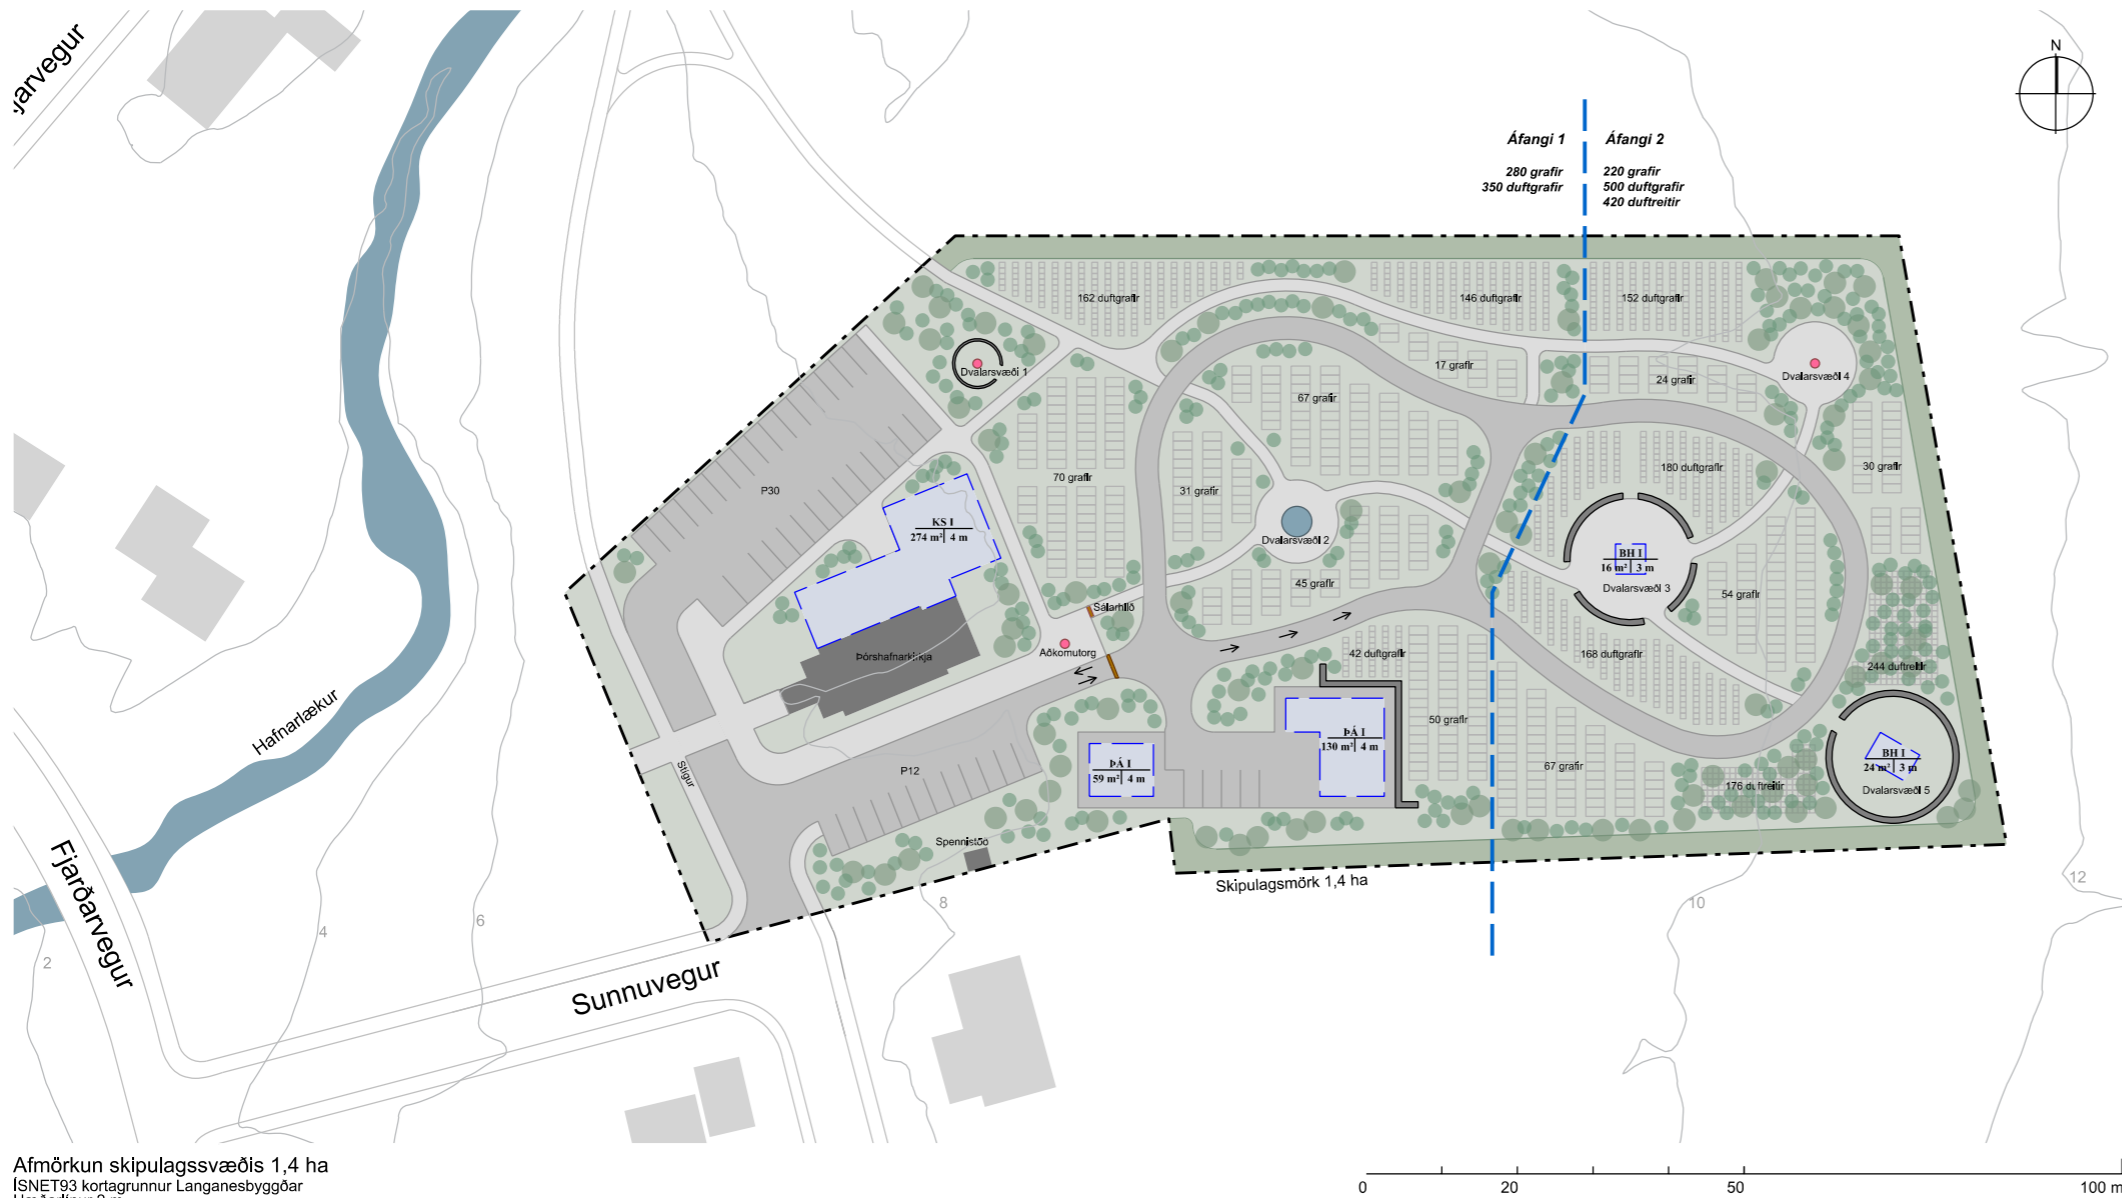 jarvegur
N
Áfangi 1
280 grafir
350 duftgrafir
Áfangi 2
220 grafir
500 duftgrafir
420 duftreitir
162 duftgrafir
146 duftgrafir
152 duftgrafir
Dvalarsvæði 1
17 grafir
24 grafir
Dvalarsvæði 4
67 grafir
70 grafir
31 grafir
180 duftgrafir
30 grafir
P30
KS I
274 m² 4 m
Dvalarsvæði 2
BH I
16 m² 3 m
Dvalarsvæði 3
45 grafir
54 grafir
Sálarhlið
Aðkomutorg
Þórshafnarkirkja
42 duftgrafir
168 duftgrafir
244 duftreitir
Hafnarlækur
Stígur
P12
ÞÁ I
59 m² 4 m
ÞÁ I
130 m² 4 m
50 grafir
67 grafir
176 duftreitir
BH I
24 m² 3 m
Dvalarsvæði 5
Spennistöð
Skipulagsmörk 1,4 ha
Fjarðarvegur
Sunnuvegur
2
4
6
8
10
12
Afmörkun skipulagssvæðis 1,4 ha
ÍSNET93 kortagrunnur Langanesbyggðar
0 20 50 100 m